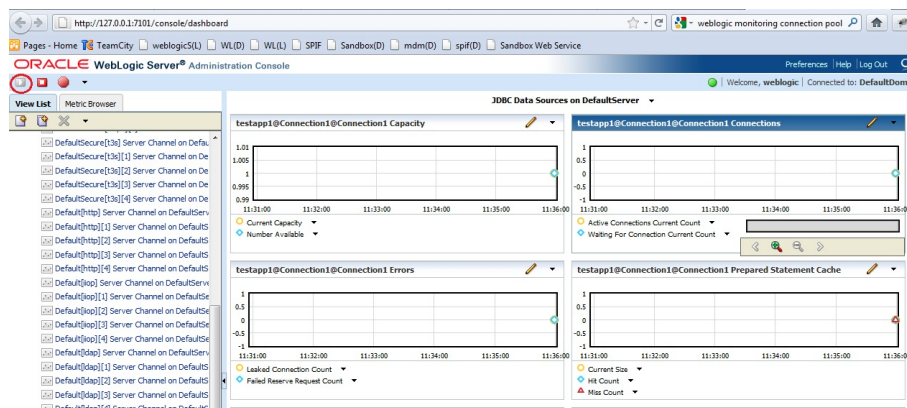 http://127.0.0.1:7101/console/dashboard
weblogic monitoring connection pool
Pages - Home TeamCity weblogicS(L) WL(D) WL(L) SPIF Sandbox(D) mdm(D) spif(D) Sandbox Web Service
ORACLE WebLogic Server® Administration Console
Preferences | Help | Log Out
Welcome, weblogic | Connected to: DefaultDom
View List Metric Browser
JDBC Data Sources on DefaultServer
DefaultSecure[t3s] Server Channel on Defau
DefaultSecure[t3s][1] Server Channel on De
DefaultSecure[t3s][2] Server Channel on De
DefaultSecure[t3s][3] Server Channel on De
DefaultSecure[t3s][4] Server Channel on De
Default[http] Server Channel on DefaultServ
Default[http][1] Server Channel on DefaultS
Default[http][2] Server Channel on DefaultS
Default[http][3] Server Channel on DefaultS
Default[http][4] Server Channel on DefaultS
Default[iiop] Server Channel on DefaultServe
Default[iiop][1] Server Channel on DefaultSe
Default[iiop][2] Server Channel on DefaultSe
Default[iiop][3] Server Channel on DefaultSe
Default[iiop][4] Server Channel on DefaultSe
Default[ldap] Server Channel on DefaultServ
Default[ldap][1] Server Channel on DefaultS
Default[ldap][2] Server Channel on DefaultS
Default[ldap][3] Server Channel on DefaultS
testapp1@Connection1@Connection1 Capacity
1.01
1.005
1
0.995
0.99
11:31:00 11:32:00 11:33:00 11:34:00 11:35:00 11:36:00
Current Capacity
Number Available
testapp1@Connection1@Connection1 Connections
1
0.5
0
-0.5
-1
11:31:00 11:32:00 11:33:00 11:34:00 11:35:00 11:36:0
Active Connections Current Count
Waiting For Connection Current Count
testapp1@Connection1@Connection1 Errors
1
0.5
0
-0.5
-1
11:31:00 11:32:00 11:33:00 11:34:00 11:35:00 11:36:00
Leaked Connection Count
Failed Reserve Request Count
testapp1@Connection1@Connection1 Prepared Statement Cache
1
0.5
0
-0.5
-1
11:31:00 11:32:00 11:33:00 11:34:00 11:35:00 11:36:0
Current Size
Hit Count
Miss Count